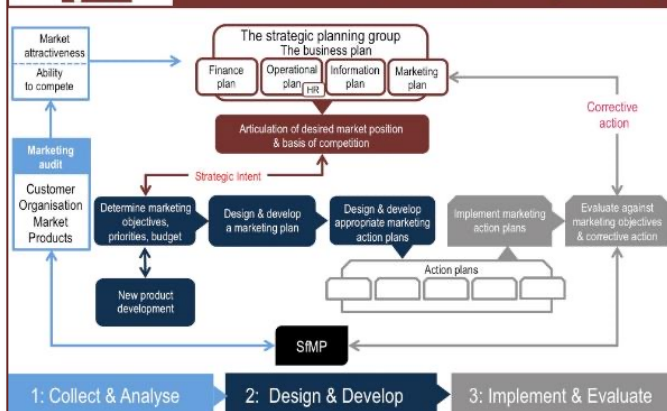 Market
attractiveness
Ability
to compete
The strategic planning group
The business plan
Finance
plan
Operational
plan
HR
Information
plan
Marketing
plan
Corrective
action
Articulation of desired market position
& basis of competition
Marketing
audit
Customer
Organisation
Market
Products
Strategic Intent
Determine marketing
objectives,
priorities, budget
Design & develop
a marketing plan
Design & develop
appropriate marketing
action plans
Implement marketing
action plans
Evaluate against
marketing objectives
& corrective action
New product
development
Action plans
SfMP
1: Collect & Analyse
2: Design & Develop
3: Implement & Evaluate